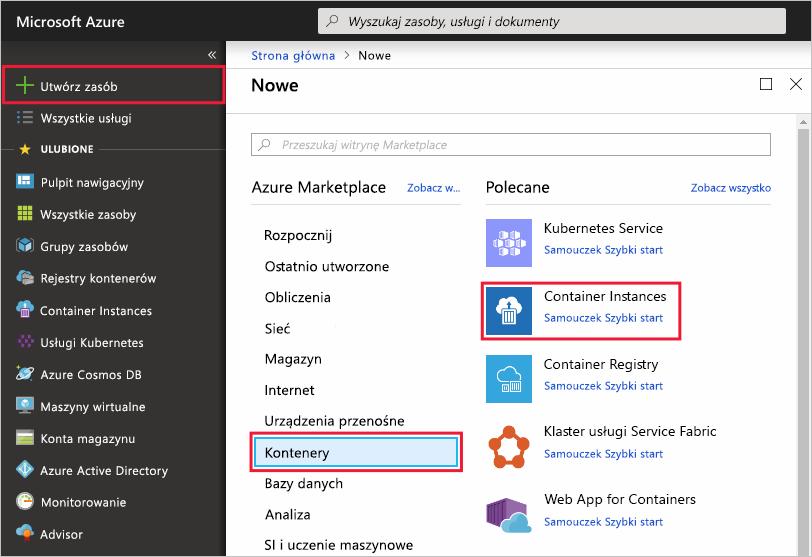 Microsoft Azure
Wyszukaj zasoby, usługi i dokumenty
«
Utwórz zasób
Wszystkie usługi
ULUBIONE
Pulpit nawigacyjny
Wszystkie zasoby
Grupy zasobów
Rejestry kontenerów
Container Instances
Usługi Kubernetes
Azure Cosmos DB
Maszyny wirtualne
Konta magazynu
Azure Active Directory
Monitorowanie
Advisor
Strona główna > Nowe
Nowe
Przeszukaj witrynę Marketplace
Azure Marketplace Zobacz w...
Rozpocznij
Ostatnio utworzone
Obliczenia
Sieć
Magazyn
Internet
Urządzenia przenośne
Kontenery
Bazy danych
Analiza
SI i uczenie maszynowe
Polecane Zobacz wszystko
Kubernetes Service
Samouczek Szybki start
Container Instances
Samouczek Szybki start
Container Registry
Samouczek Szybki start
Klaster usługi Service Fabric
Samouczek Szybki start
Web App for Containers
Samouczek Szybki start